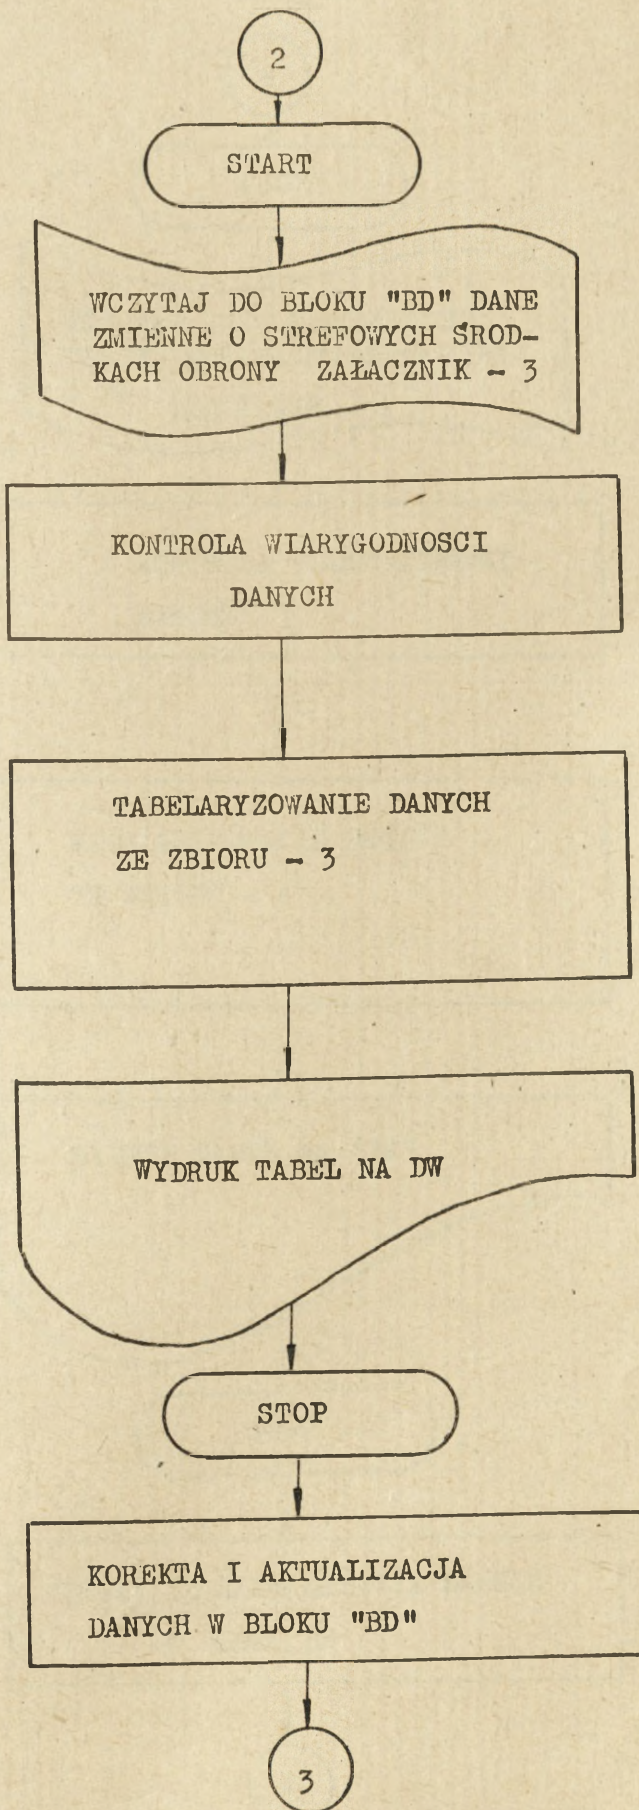 2
START
WCZYTAJ DO BLOKU "BD" DANE
ZMIENNE O STREFOWYCH ŚROD-
KACH OBRONY ZAŁACZNIK - 3
KONTROLA WIARYGODNOSCI
DANYCH
TABELARYZOWANIE DANYCH
ZE ZBIORU - 3
WYDRUK TABEL NA DW
STOP
KOREKTA I AKTUALIZACJA
DANYCH W BLOKU "BD"
3